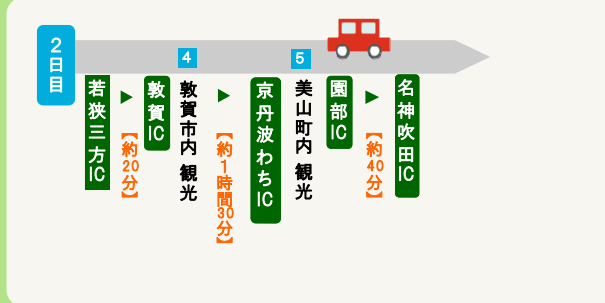 2日目
若狭三方IC
【約20分】
敦賀IC
4
敦賀市内 観光
【約1時間30分】
京丹波わちIC
5
美山町内 観光
園部IC
【約40分】
名神吹田IC